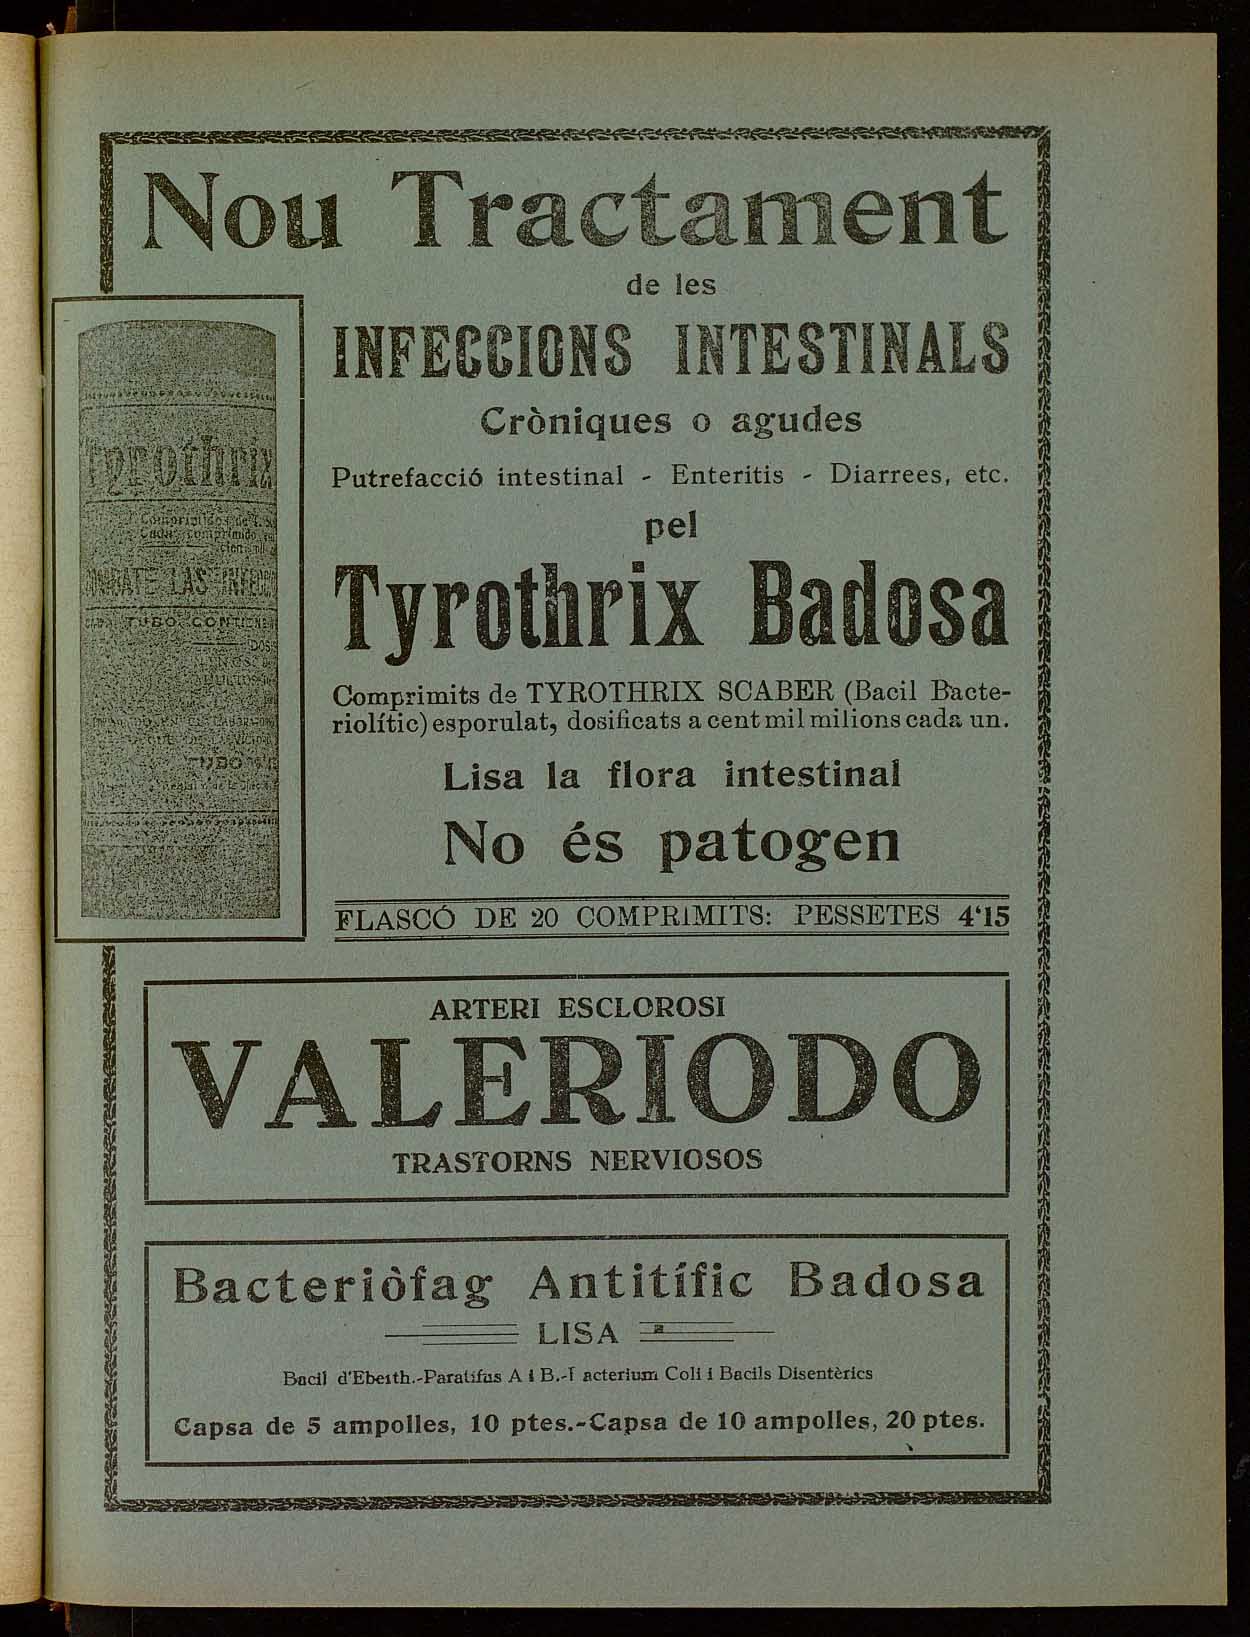 Nou Tractament
de les
INFECCIONS INTESTINALS
Cròniques o agudes
Putrefacció intestinal - Enteritis - Diarrees, etc.
pel
Tyrothrix Badosa
Comprimits de TYROTHRIX SCABER (Bacil Bacte-
riolític) esporulat, dosificats a cent mil milions cada un.
Lisa la flora intestinal
No és patogen
FLASCÓ DE 20 COMPRIMITS: PESSETES 4'15
Tyrothrix
LAS
TUBO CONTIENE
ARTERI ESCLOROSI
VALERIODO
TRASTORNS NERVIOSOS
Bacteriòfag Antitífic Badosa
LISA
Bacil d'Ebeith.-Paratifus A i B.- acterium Coli i Bacils Disentèrics
Capsa de 5 ampolles, 10 ptes.-Capsa de 10 ampolles, 20 ptes.